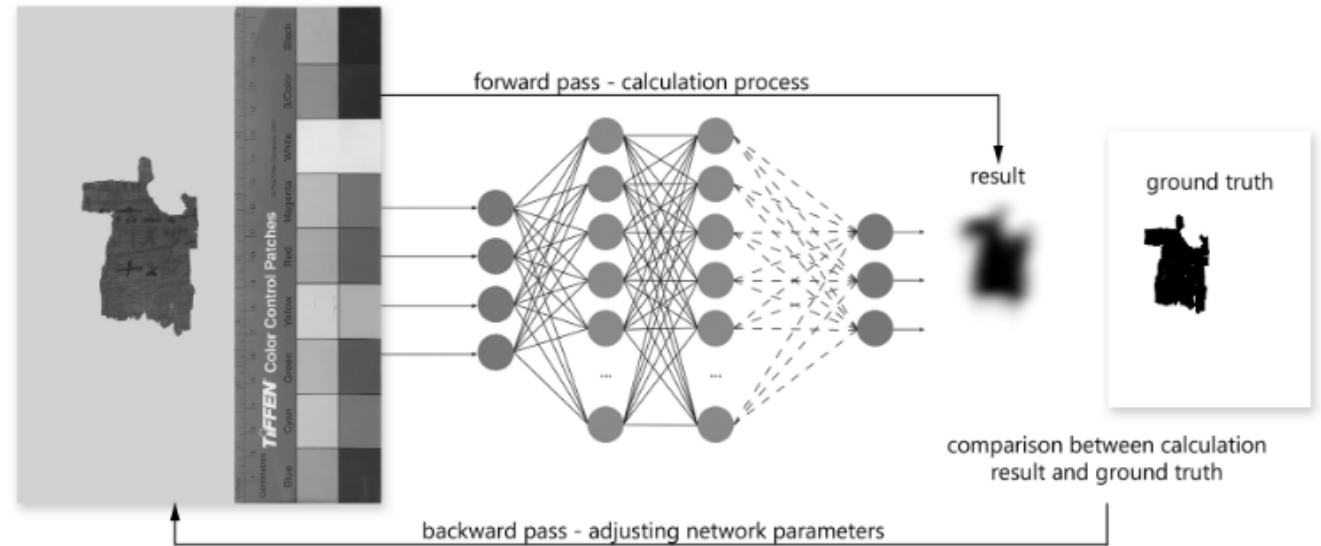 forward pass - calculation process
Black
3/Color
White
Magenta
Red
Yellow
Green
Cyan
Blue
TIFFEN Color Control Patches
result
ground truth
...
...
comparison between calculation
result and ground truth
backward pass - adjusting network parameters